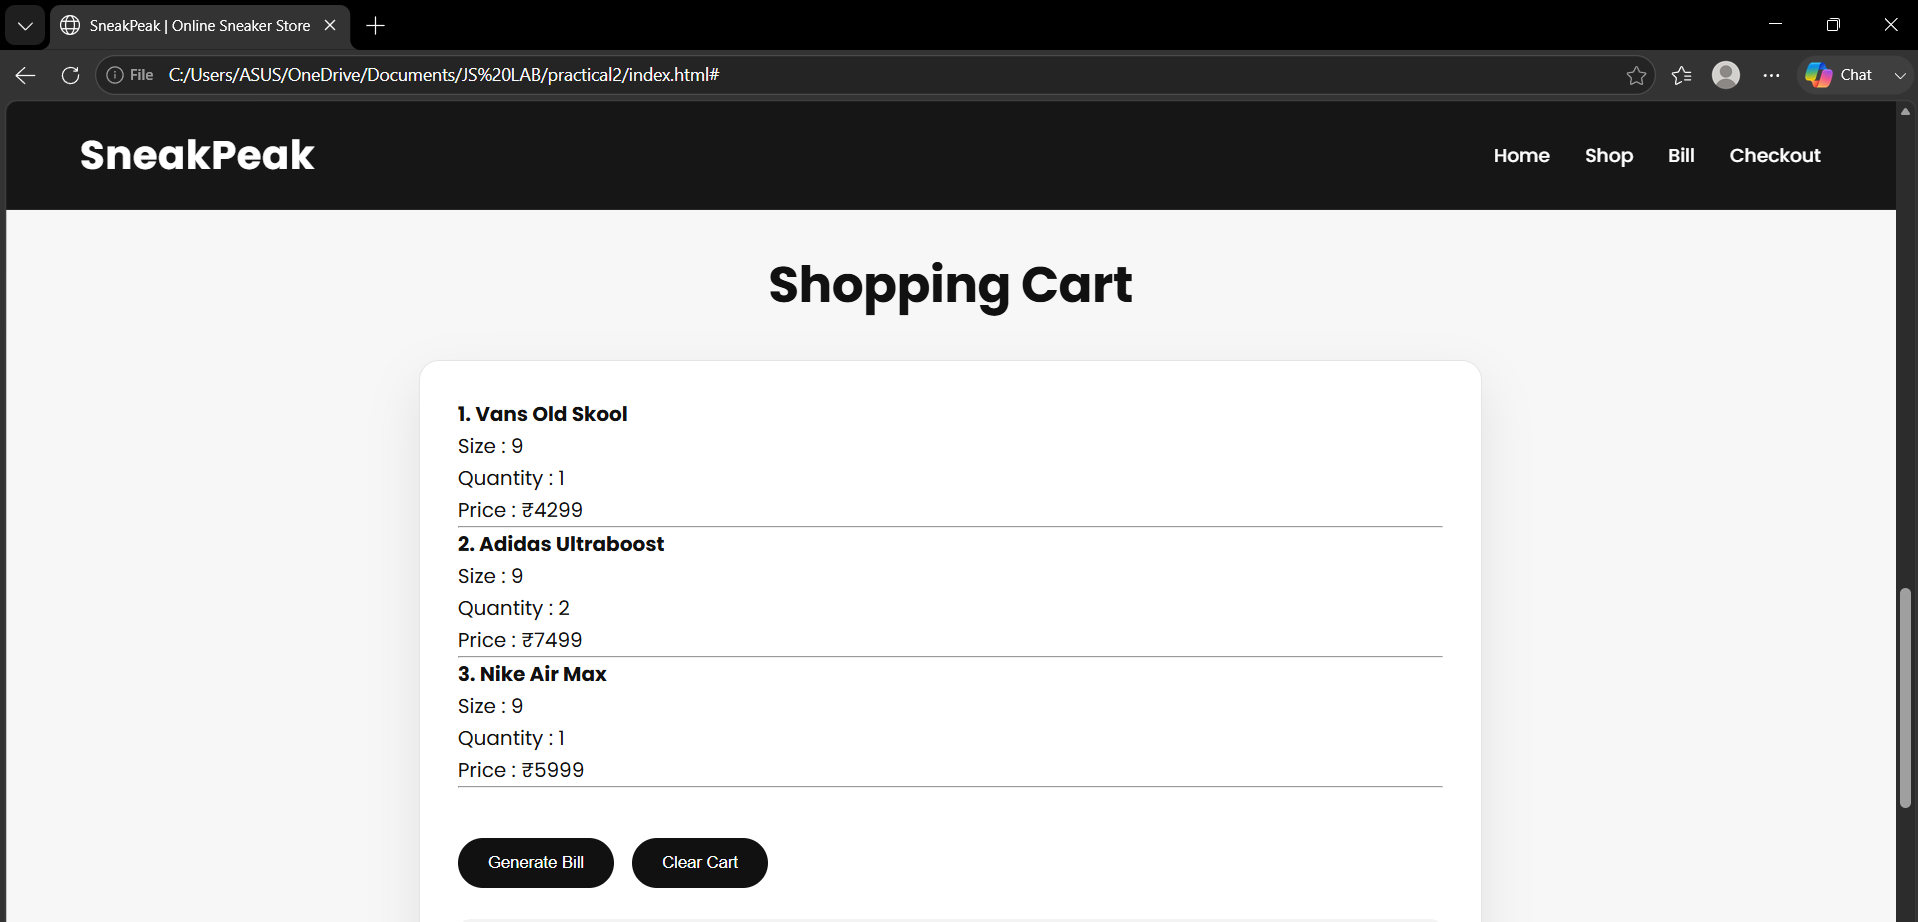 SneakPeak | Online Sneaker Store
File C:/Users/ASUS/OneDrive/Documents/JS%20LAB/practical2/index.html#
Chat
SneakPeak
Home Shop Bill Checkout
Shopping Cart
1. Vans Old Skool
Size : 9
Quantity : 1
Price : ₹4299
2. Adidas Ultraboost
Size : 9
Quantity : 2
Price : ₹7499
3. Nike Air Max
Size : 9
Quantity : 1
Price : ₹5999
Generate Bill Clear Cart